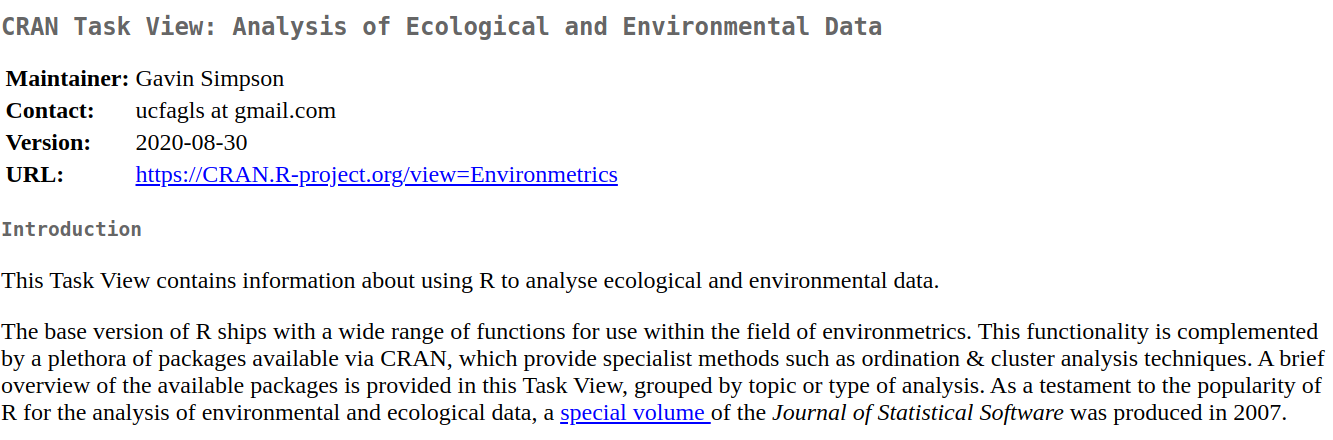 CRAN Task View: Analysis of Ecological and Environmental Data
Maintainer: Gavin Simpson
Contact: ucfagls at gmail.com
Version: 2020-08-30
URL: https://CRAN.R-project.org/view=Environmetrics
Introduction
This Task View contains information about using R to analyse ecological and environmental data.
The base version of R ships with a wide range of functions for use within the field of environmetrics. This functionality is complemented
by a plethora of packages available via CRAN, which provide specialist methods such as ordination & cluster analysis techniques. A brief
overview of the available packages is provided in this Task View, grouped by topic or type of analysis. As a testament to the popularity of
R for the analysis of environmental and ecological data, a special volume of the Journal of Statistical Software was produced in 2007.